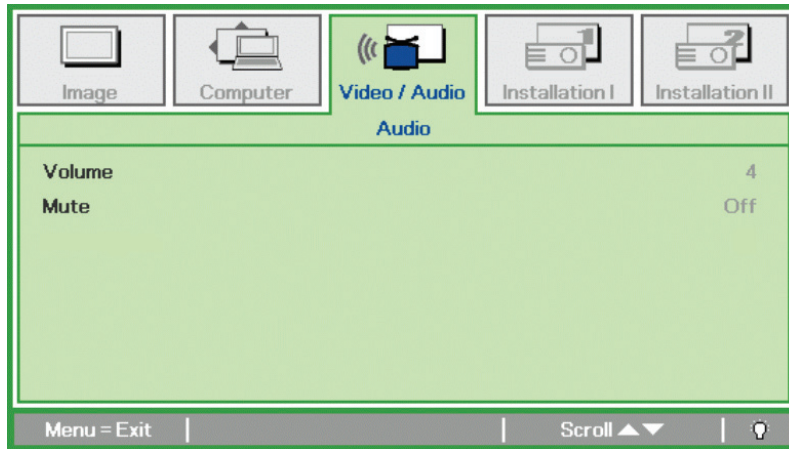 Image Computer Video / Audio Installation I Installation II
Audio
Volume 4
Mute Off
Menu = Exit Scroll ▲▼